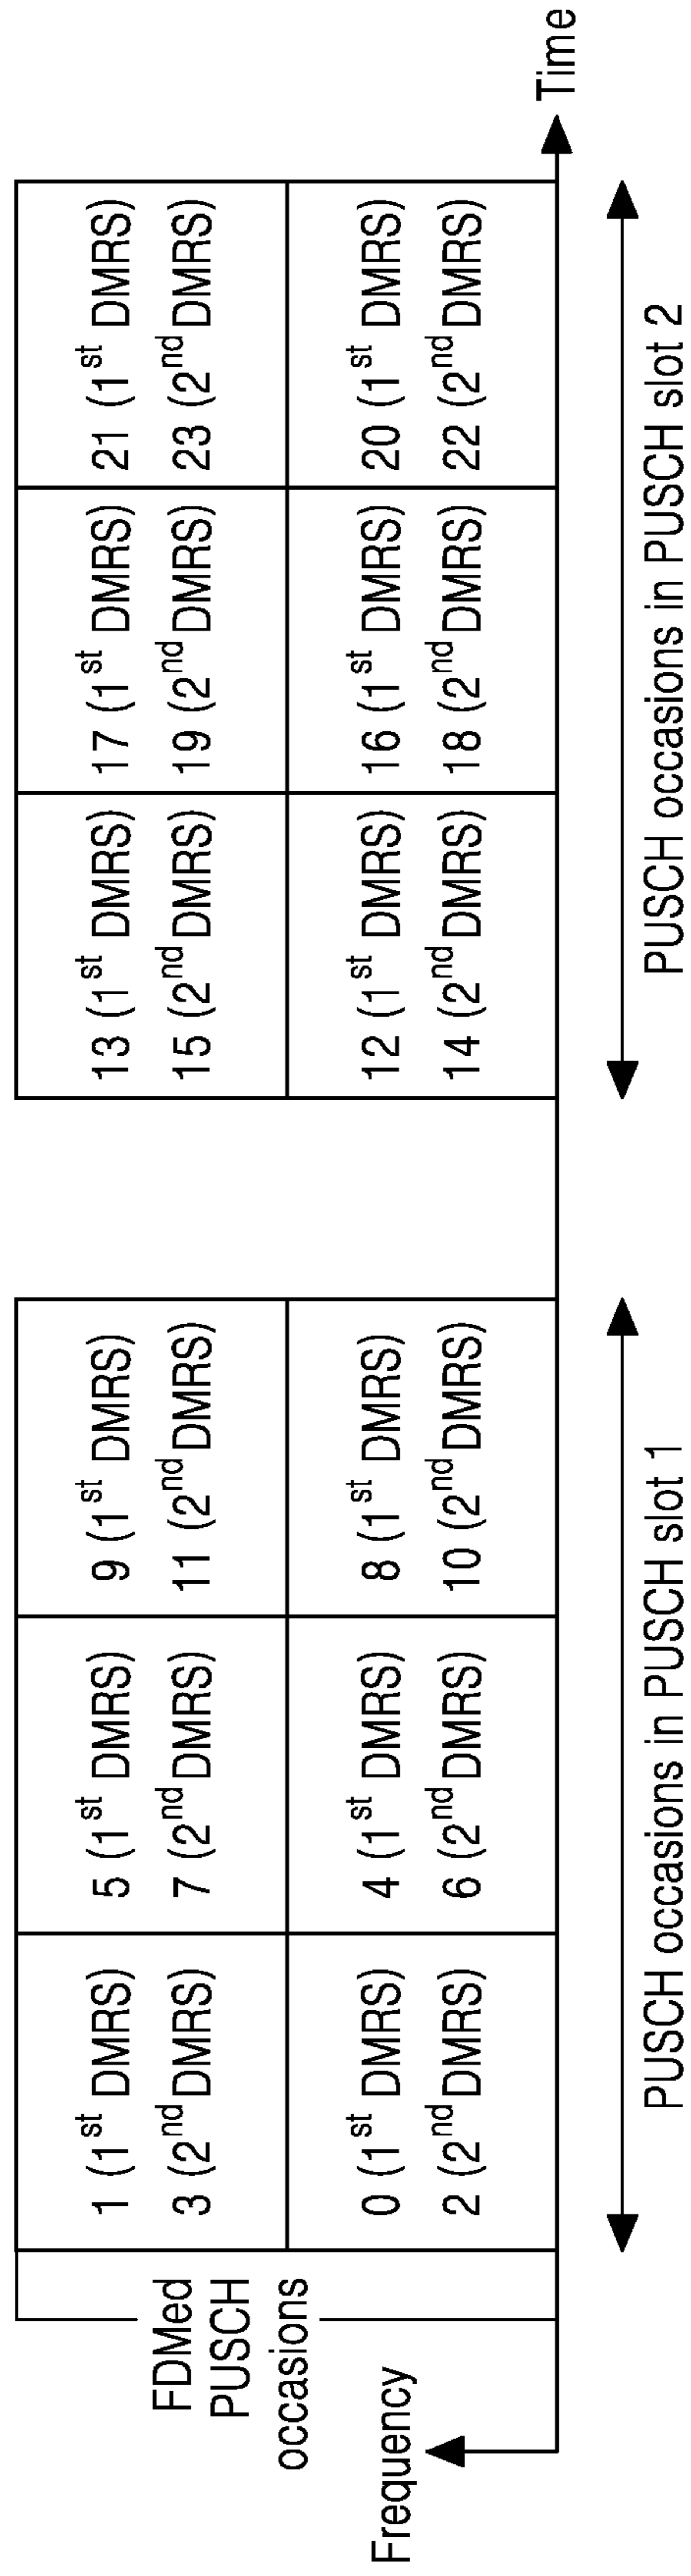 FDMed
PUSCH
occasions
Frequency
1 (1st DMRS)
3 (2nd DMRS)
5 (1st DMRS)
7 (2nd DMRS)
9 (1st DMRS)
11 (2nd DMRS)
13 (1st DMRS)
15 (2nd DMRS)
17 (1st DMRS)
19 (2nd DMRS)
21 (1st DMRS)
23 (2nd DMRS)
0 (1st DMRS)
2 (2nd DMRS)
4 (1st DMRS)
6 (2nd DMRS)
8 (1st DMRS)
10 (2nd DMRS)
12 (1st DMRS)
14 (2nd DMRS)
16 (1st DMRS)
18 (2nd DMRS)
20 (1st DMRS)
22 (2nd DMRS)
Time
PUSCH occasions in PUSCH slot 1
PUSCH occasions in PUSCH slot 2